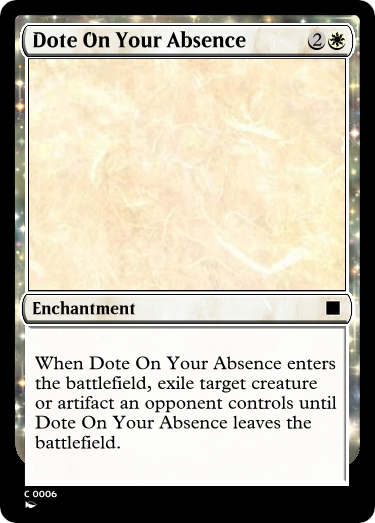 Dote On Your Absence 2
Enchantment
When Dote On Your Absence enters
the battlefield, exile target creature
or artifact an opponent controls until
Dote On Your Absence leaves the
battlefield.
C 0006